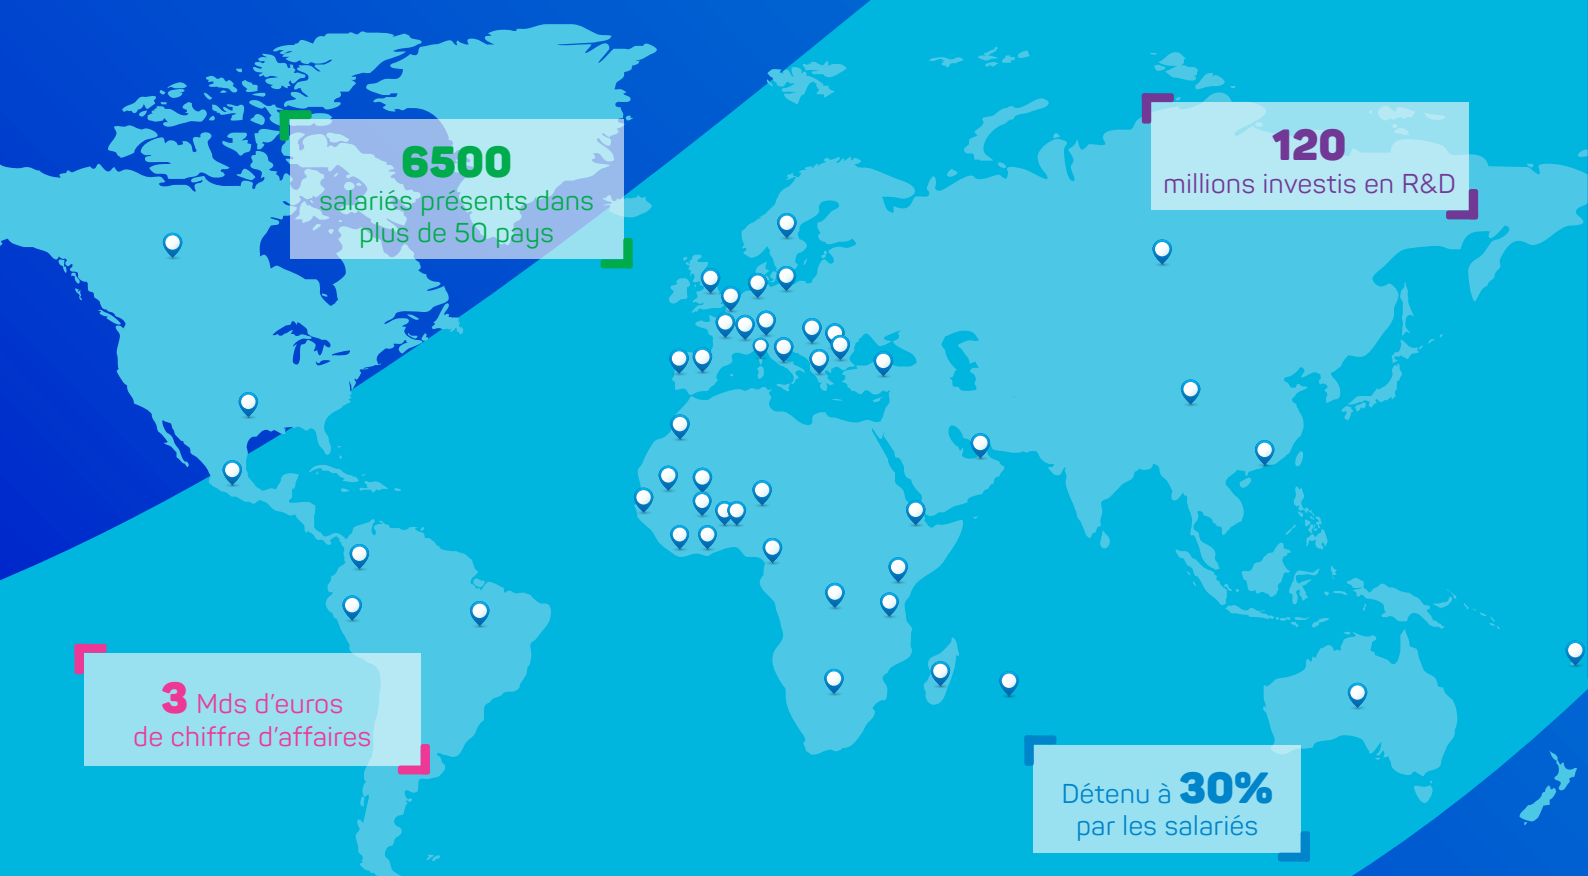 6500
salariés présents dans
plus de 50 pays
120
millions investis en R&D
3 Mds d'euros
de chiffre d'affaires
Détenu à 30%
par les salariés